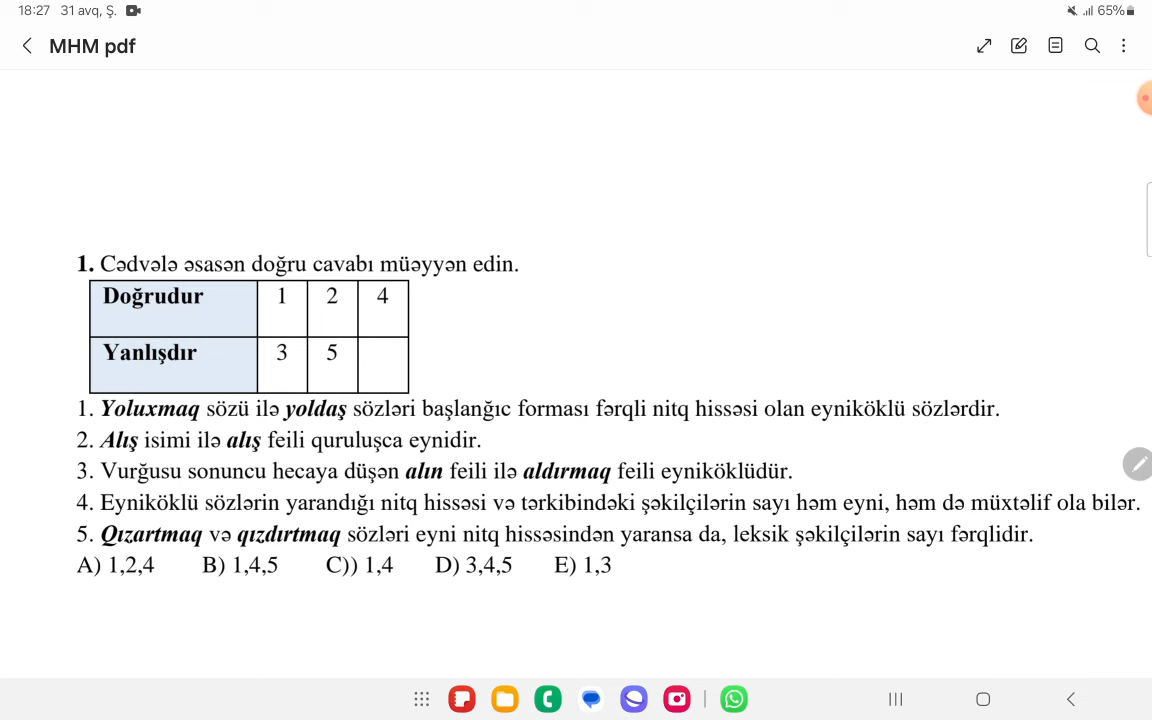 18:27 31 avq, Ş. 65%
MHM pdf
1. Cədvələ əsasən doğru cavabı müəyyən edin.
Doğrudur 1 2 4
Yanlışdır 3 5
1. Yoluxmaq sözü ilə yoldaş sözləri başlanğıc forması fərqli nitq hissəsi olan eyniköklü sözlərdir.
2. Alış isimi ilə alış feili quruluşca eynidir.
3. Vurğusu sonuncu hecaya düşən alın feili ilə aldırmaq feili eyniköklüdür.
4. Eyniköklü sözlərin yarandığı nitq hissəsi və tərkibindəki şəkilçilərin sayı həm eyni, həm də müxtəlif ola bilər.
5. Qızartmaq və qızdırtmaq sözləri eyni nitq hissəsindən yaransa da, leksik şəkilçilərin sayı fərqlidir.
A) 1,2,4 B) 1,4,5 C)) 1,4 D) 3,4,5 E) 1,3